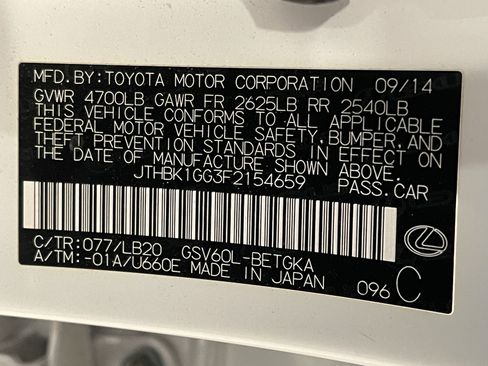 MFD. BY: TOYOTA MOTOR CORPORATION 09/14
GVWR 4700LB GAWR FR 2625LB RR 2540LB
THIS VEHICLE CONFORMS TO ALL APPLICABLE
FEDERAL MOTOR VEHICLE SAFETY, BUMPER, AND
THEFT PREVENTION STANDARDS IN EFFECT ON
THE DATE OF MANUFACTURE SHOWN ABOVE.
JTHBK1GG3F2154659 PASS. CAR
C/TR: 077/LB20 GSV60L-BETGKA
A/TM: -01A/U660E MADE IN JAPAN 096 C